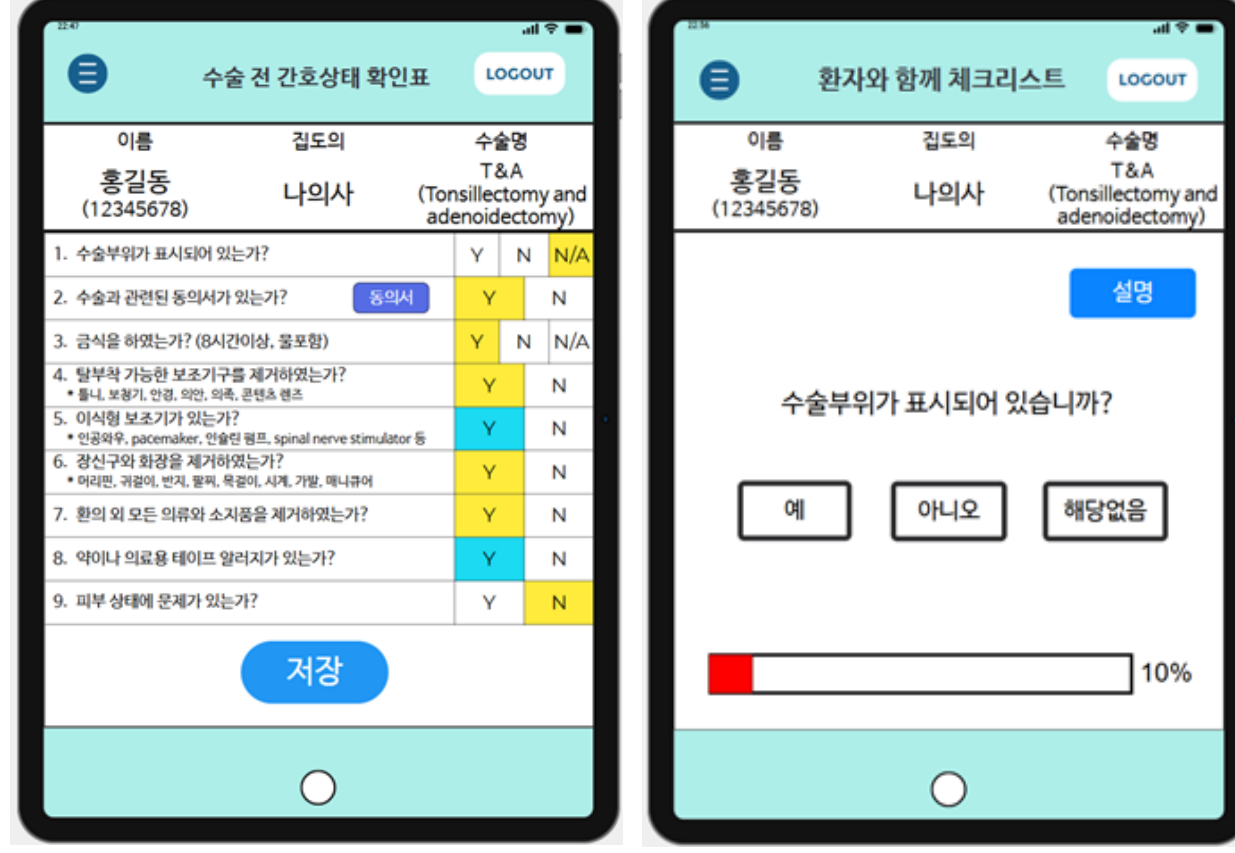 22:47
수술 전 간호상태 확인표
LOGOUT
이름 집도의 수술명
홍길동
(12345678)
나의사
T&A
(Tonsillectomy and
adenoidectomy)
1. 수술부위가 표시되어 있는가? Y N N/A
2. 수술과 관련된 동의서가 있는가? 동의서 Y N
3. 금식을 하였는가? (8시간이상, 물포함) Y N N/A
4. 탈부착 가능한 보조기구를 제거하였는가? Y N
* 틀니, 보청기, 안경, 의안, 의족, 콘텐츠 렌즈
5. 이식형 보조기가 있는가? Y N
* 인공와우, pacemaker, 인슐린 펌프, spinal nerve stimulator 등
6. 장신구와 화장을 제거하였는가? Y N
* 머리핀, 귀걸이, 반지, 팔찌, 목걸이, 시계, 가발, 매니큐어
7. 환의 외 모든 의류와 소지품을 제거하였는가? Y N
8. 약이나 의료용 테이프 알러지가 있는가? Y N
9. 피부 상태에 문제가 있는가? Y N
저장
22:56
환자와 함께 체크리스트
LOGOUT
이름 집도의 수술명
홍길동
(12345678)
나의사
T&A
(Tonsillectomy and
adenoidectomy)
설명
수술부위가 표시되어 있습니까?
예 아니오 해당없음
10%